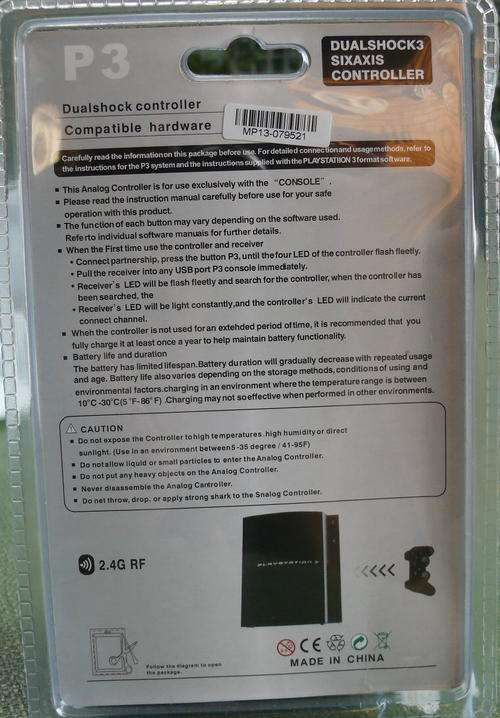 P3
DUALSHOCK3
SIXAXIS
CONTROLLER
Dualshock controller
Compatible hardware
MP13-079521
Carefully read the information on this package before use. For detailed connection and usage methods, refer to
the instructions for the P3 system and the instructions supplied with the PLAYSTATION 3 format software.
This Analog Controller is for use exclusively with the "CONSOLE".
Please read the instruction manual carefully before use for your safe
operation with this product.
The function of each button may vary depending on the software used.
Refer to individual software manuals for further details.
When the First time use the controller and receiver
Connect partnership, press the button P3, until the four LED of the controller flash fleetly.
Pull the receiver into any USB port P3 console immediately.
Receiver's LED will be flash fleetly and search for the controller, when the controller has
been searched, the
Receiver's LED will be light constantly,and the controller's LED will indicate the current
connect channel.
When the controller is not used for an extehded period of time, it is recommended that you
fully charge it at least once a year to help maintain battery functionality.
Battery life and duration
The battery has limited lifespan.Battery duration will gradually decrease with repeated usage
and age. Battery life also varies depending on the storage methods, conditions of using and
environmental factors.charging in an environment where the temperature range is between
10°C -30°C(5°F-86°F) .Charging may not so effective when performed in other environments.
CAUTION
Do not expose the Controller to high temperatures .high humidity or direct
sunlight. (Use in an environment between 5-35 degree / 41-95F)
Do not allow liquid or small particles to enter the Analog Controller.
Do not put any heavy objects on the Analog Controller.
Never disassemble the Analog Controller.
Do net throw, drop, or apply strong shark to the Snalog Controller.
2.4G RF
PLAYSTATION 3
CE
MADE IN CHINA
Follow the diagram to open
the package.